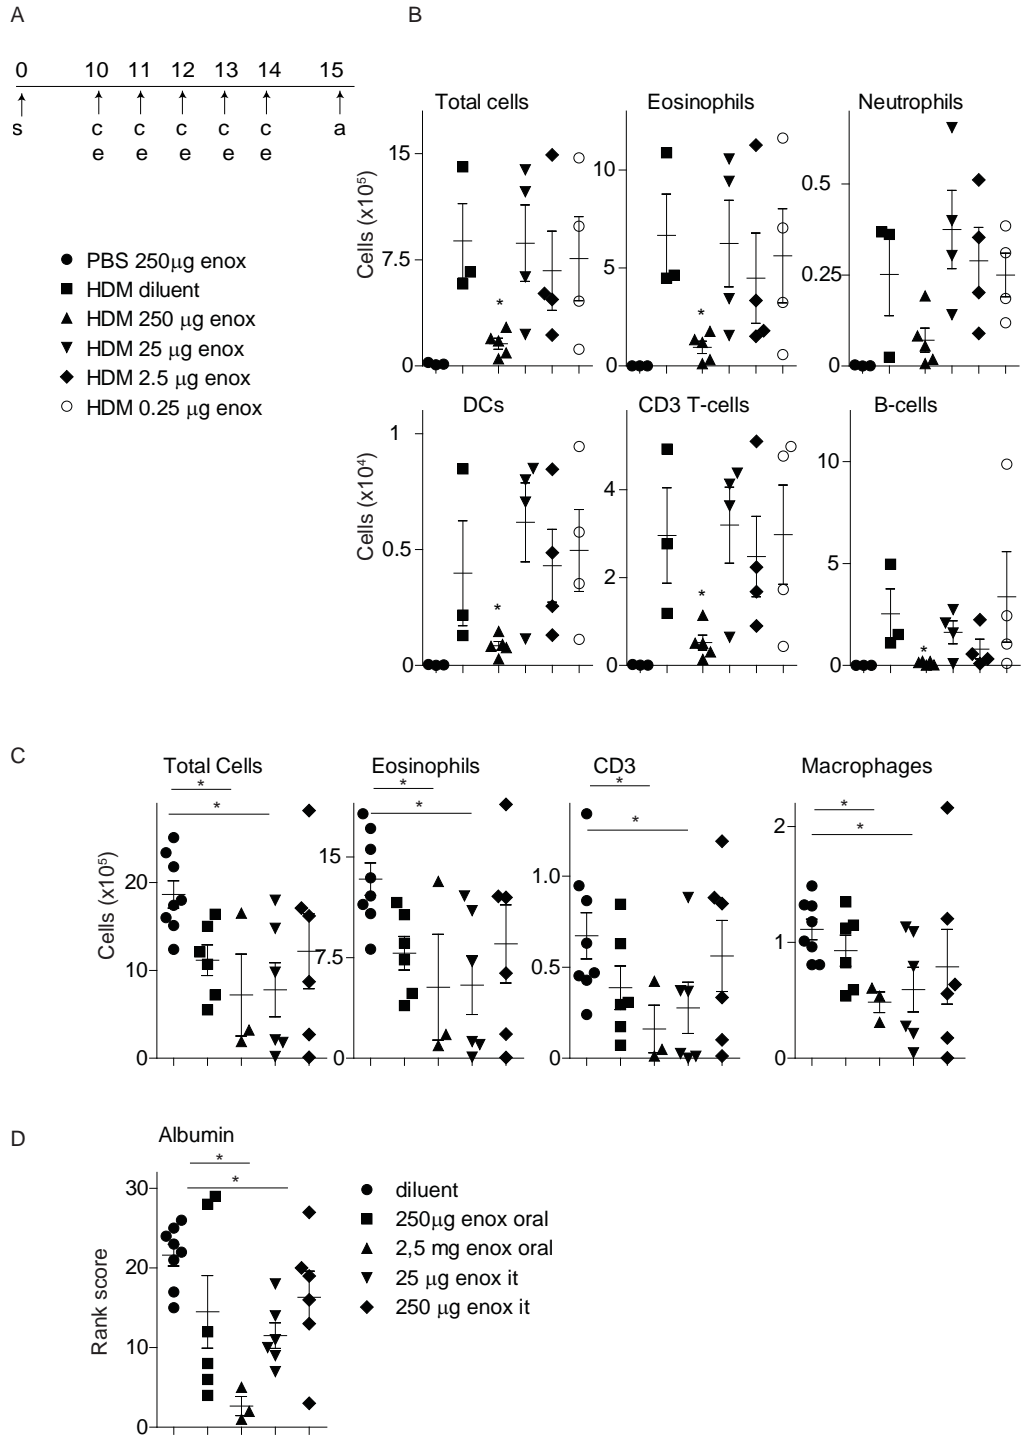 A
0 10 11 12 13 14 15
s c c c c c a
e e e e e
PBS 250μg enox
HDM diluent
HDM 250 μg enox
HDM 25 μg enox
HDM 2.5 μg enox
HDM 0.25 μg enox
B
Total cells
Eosinophils
Neutrophils
Cells (x10⁵)
15
7.5
0
*
10
5
0
*
0.5
0.25
0
DCs
CD3 T-cells
B-cells
Cells (x10⁴)
1
0.5
0
*
4
2
0
*
10
5
0
*
C
Total Cells
Eosinophils
CD3
Macrophages
* * * *
* * * *
Cells (x10⁵)
20
10
0
15
7.5
0
1.0
0.5
0
2
1
0
D
Albumin
*
*
Rank score
30
20
10
0
diluent
250μg enox oral
2,5 mg enox oral
25 μg enox it
250 μg enox it